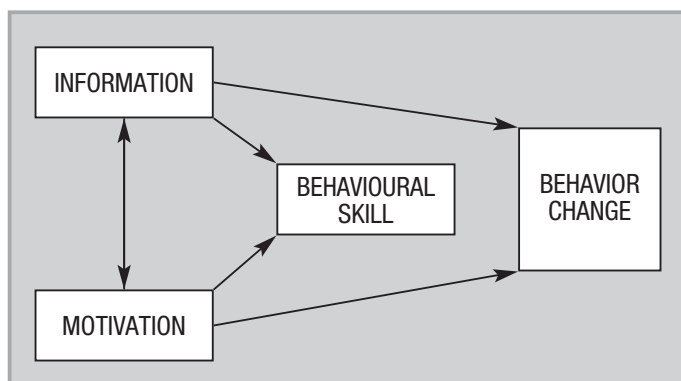 INFORMATION
BEHAVIOURAL
SKILL
BEHAVIOR
CHANGE
MOTIVATION